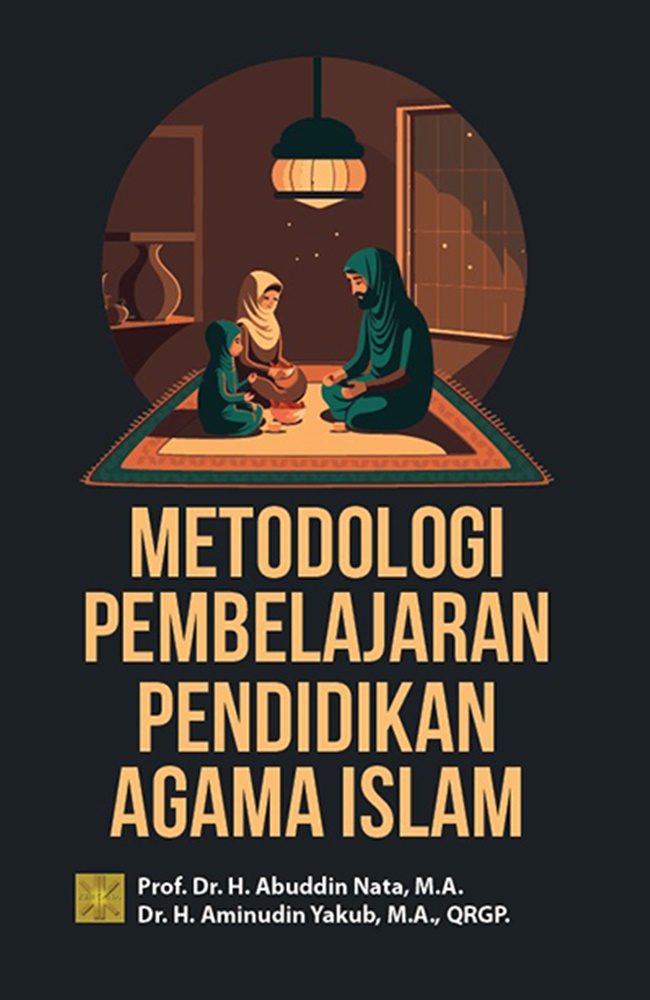 METODOLOGI
PEMBELAJARAN
PENDIDIKAN
AGAMA ISLAM
Prof. Dr. H. Abuddin Nata, M.A.
Dr. H. Aminudin Yakub, M.A., QRGP.